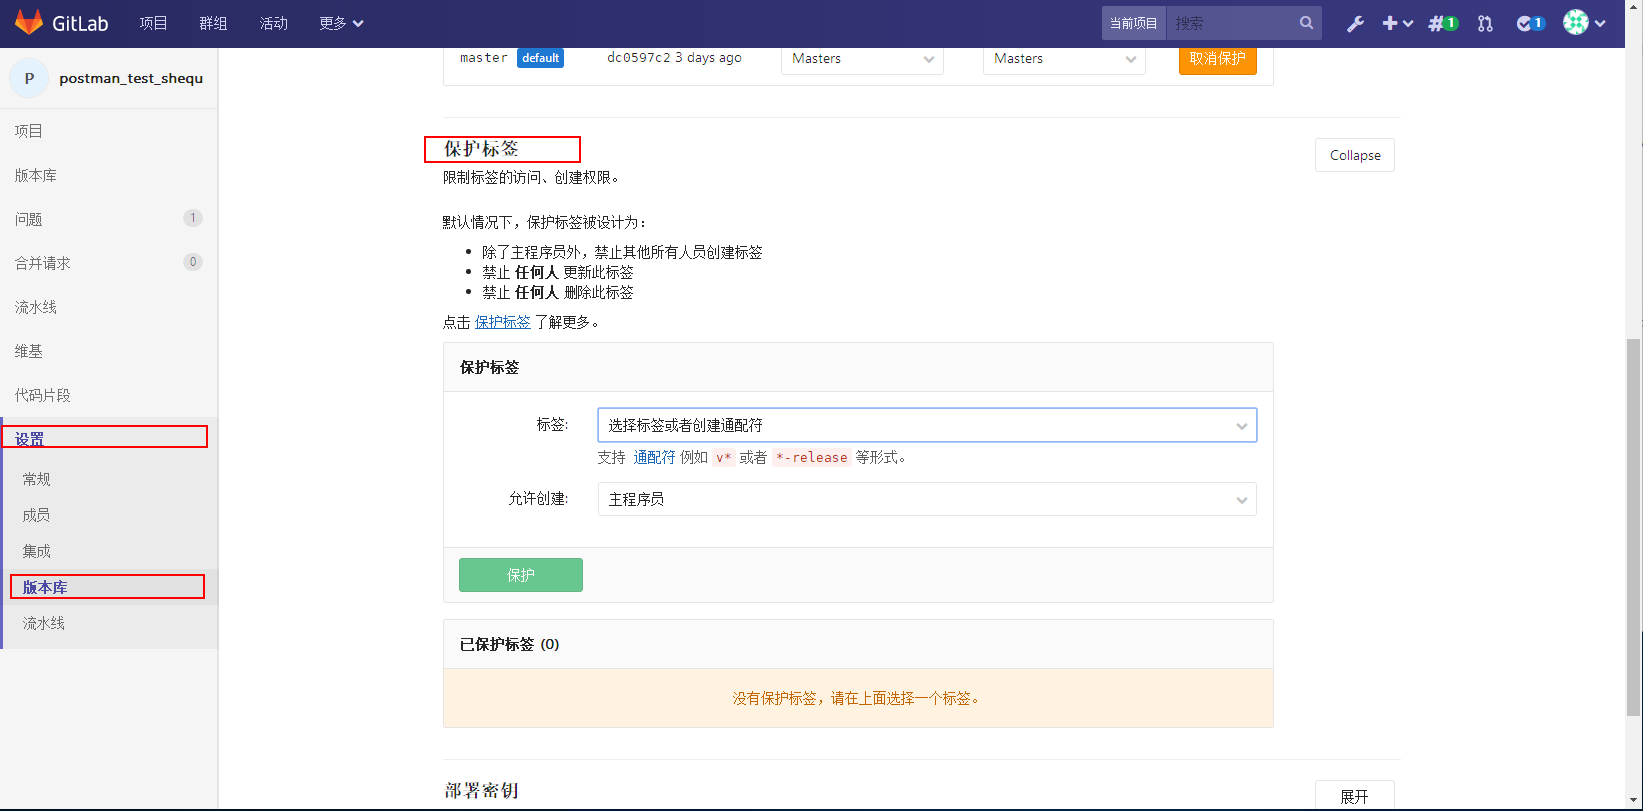 GitLab 项目 群组 活动 更多 当前项目 搜索 1 1
P postman_test_shequ
项目
版本库
问题 1
合并请求 0
流水线
维基
代码片段
设置
常规
成员
集成
版本库
流水线
master default dc0597c2 3 days ago Masters Masters 取消保护
保护标签 Collapse
限制标签的访问、创建权限。
默认情况下，保护标签被设计为：
• 除了主程序员外，禁止其他所有人员创建标签
• 禁止 任何人 更新此标签
• 禁止 任何人 删除此标签
点击 保护标签 了解更多。
保护标签
标签: 选择标签或者创建通配符
支持 通配符 例如 v* 或者 *-release 等形式。
允许创建: 主程序员
保护
已保护标签 (0)
没有保护标签，请在上面选择一个标签。
部署密钥 展开